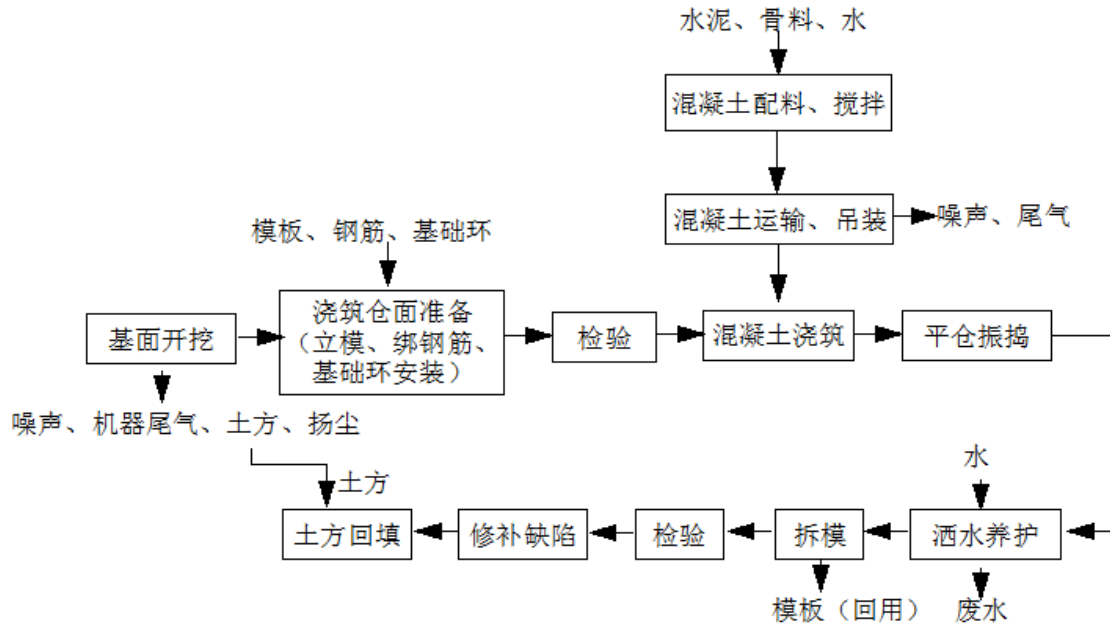 水泥、骨料、水
混凝土配料、搅拌
混凝土运输、吊装
噪声、尾气
模板、钢筋、基础环
基面开挖
浇筑仓面准备
（立模、绑钢筋、
基础环安装）
检验
混凝土浇筑
平仓振捣
噪声、机器尾气、土方、扬尘
土方
水
土方回填
修补缺陷
检验
拆模
洒水养护
模板（回用）
废水